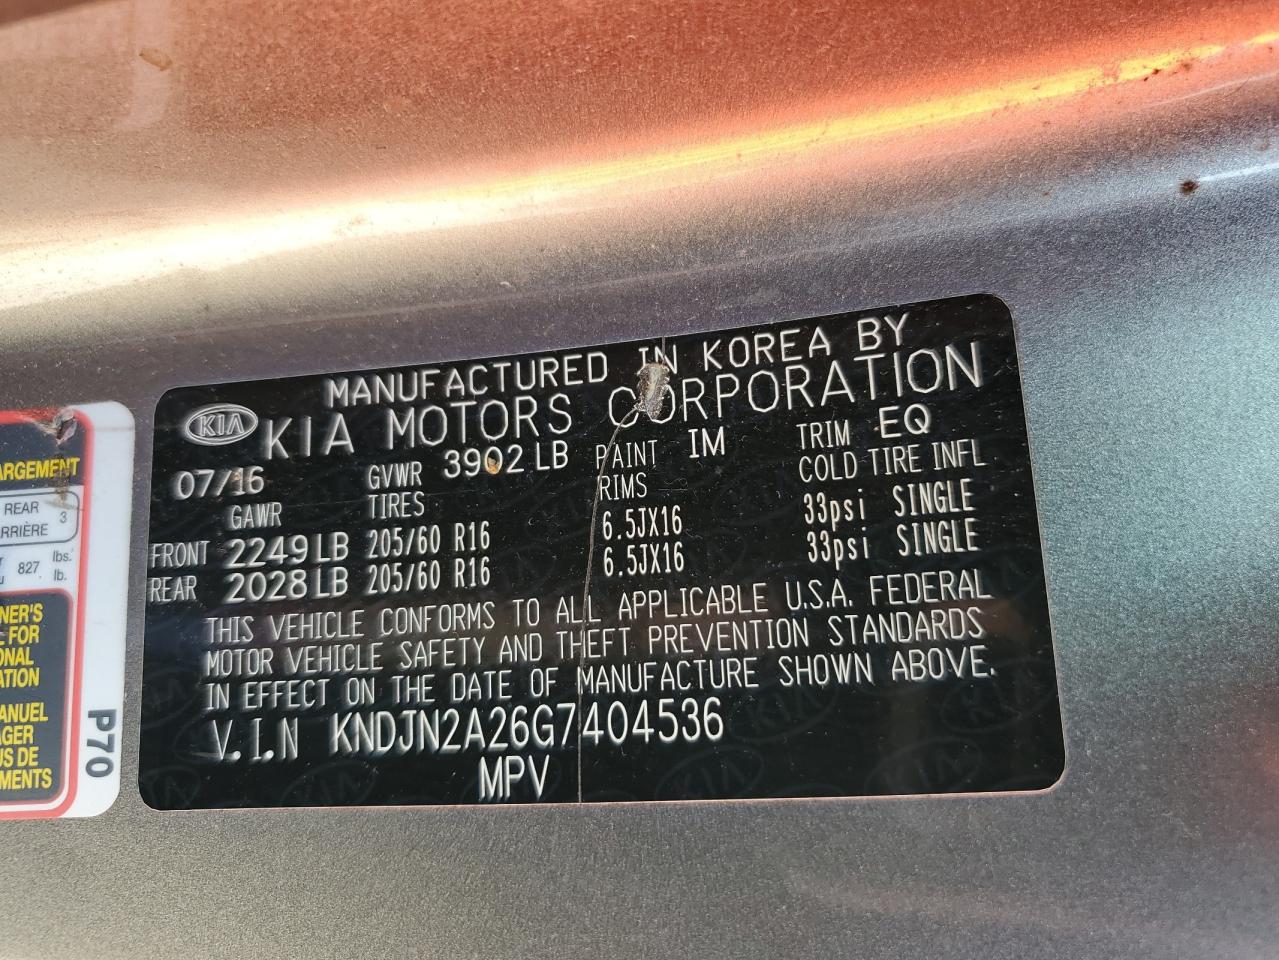 MANUFACTURED IN KOREA BY
KIA KIA MOTORS CORPORATION
07/16 GVWR 3902 LB PAINT IM TRIM EQ
GAWR TIRES RIMS COLD TIRE INFL
FRONT 2249 LB 205/60 R16 6.5JX16 33psi SINGLE
REAR 2028 LB 205/60 R16 6.5JX16 33psi SINGLE
THIS VEHICLE CONFORMS TO ALL APPLICABLE U.S.A. FEDERAL
MOTOR VEHICLE SAFETY AND THEFT PREVENTION STANDARDS
IN EFFECT ON THE DATE OF MANUFACTURE SHOWN ABOVE.
V.I.N KNDJN2A26G7404536
MPV
ARGEMENT
REAR 3
RRIÈRE
827 lbs.
lb.
NER'S
FOR
ONAL
ATION
ANUEL
AGER
US DE
MENTS
P70